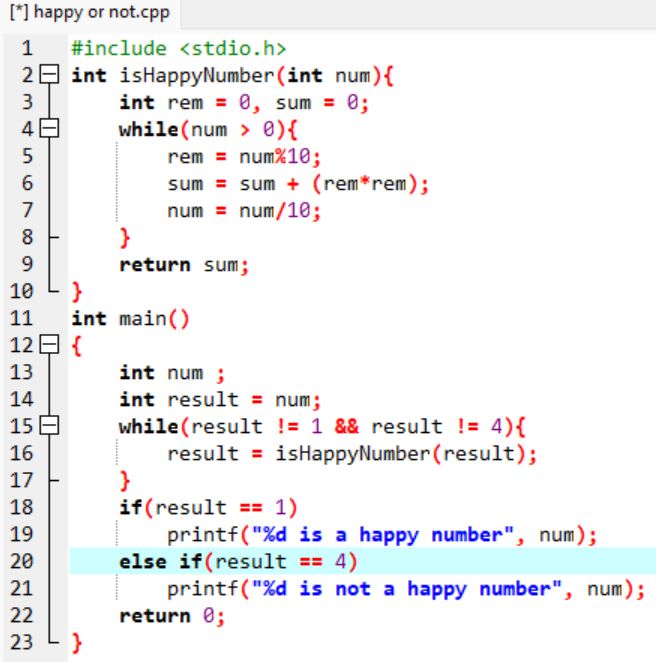 [*] happy or not.cpp
1 #include <stdio.h>
2 int isHappyNumber(int num){
3     int rem = 0, sum = 0;
4     while(num > 0){
5         rem = num%10;
6         sum = sum + (rem*rem);
7         num = num/10;
8     }
9     return sum;
10 }
11 int main()
12 {
13     int num ;
14     int result = num;
15     while(result != 1 && result != 4){
16         result = isHappyNumber(result);
17     }
18     if(result == 1)
19         printf("%d is a happy number", num);
20     else if(result == 4)
21         printf("%d is not a happy number", num);
22     return 0;
23 }